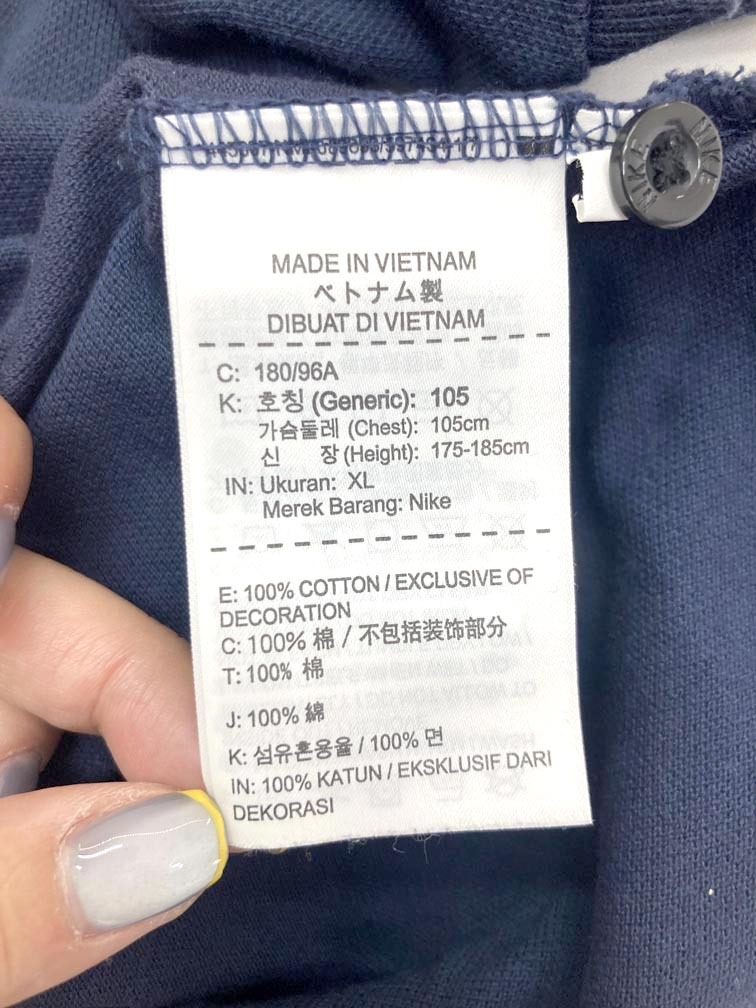 NIKE NIKE
MADE IN VIETNAM
ベトナム製
DIBUAT DI VIETNAM
C: 180/96A
K: 호칭 (Generic): 105
가슴둘레 (Chest): 105cm
신 장 (Height): 175-185cm
IN: Ukuran: XL
Merek Barang: Nike
E: 100% COTTON / EXCLUSIVE OF
DECORATION
C: 100% 棉 / 不包括装饰部分
T: 100% 棉
J: 100% 綿
K: 섬유혼용율 / 100% 면
IN: 100% KATUN / EKSKLUSIF DARI
DEKORASI